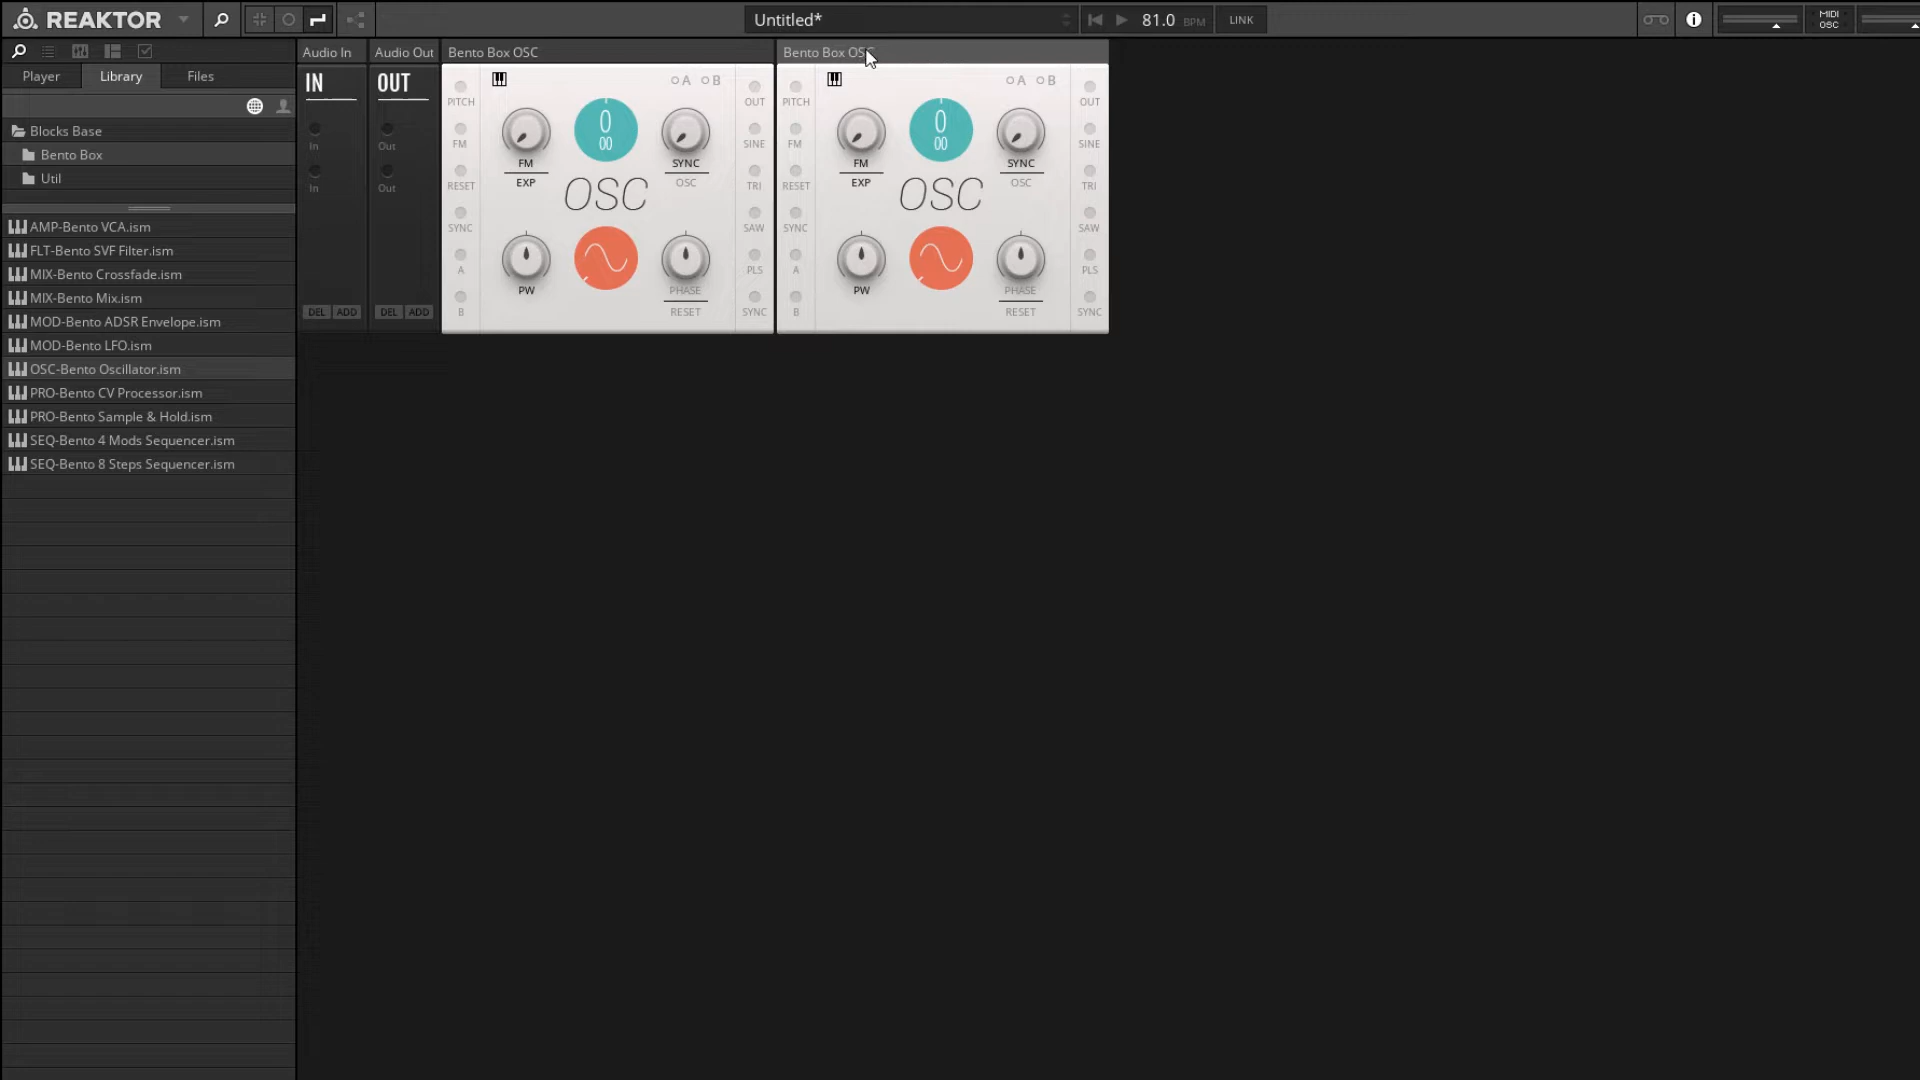 REAKTOR
Untitled*
81.0 BPM
LINK
MIDI
OSC
Player
Library
Files
Blocks Base
Bento Box
Util
AMP-Bento VCA.ism
FLT-Bento SVF Filter.ism
MIX-Bento Crossfade.ism
MIX-Bento Mix.ism
MOD-Bento ADSR Envelope.ism
MOD-Bento LFO.ism
OSC-Bento Oscillator.ism
PRO-Bento CV Processor.ism
PRO-Bento Sample & Hold.ism
SEQ-Bento 4 Mods Sequencer.ism
SEQ-Bento 8 Steps Sequencer.ism
Audio In
IN
In
In
DEL ADD
Audio Out
OUT
Out
Out
DEL ADD
Bento Box OSC
A B
PITCH
FM
RESET
SYNC
A
B
0
00
FM
EXP
SYNC
OSC
OSC
PW
PHASE
RESET
OUT
SINE
TRI
SAW
PLS
SYNC
Bento Box OSC
A B
PITCH
FM
RESET
SYNC
A
B
0
00
FM
EXP
SYNC
OSC
OSC
PW
PHASE
RESET
OUT
SINE
TRI
SAW
PLS
SYNC